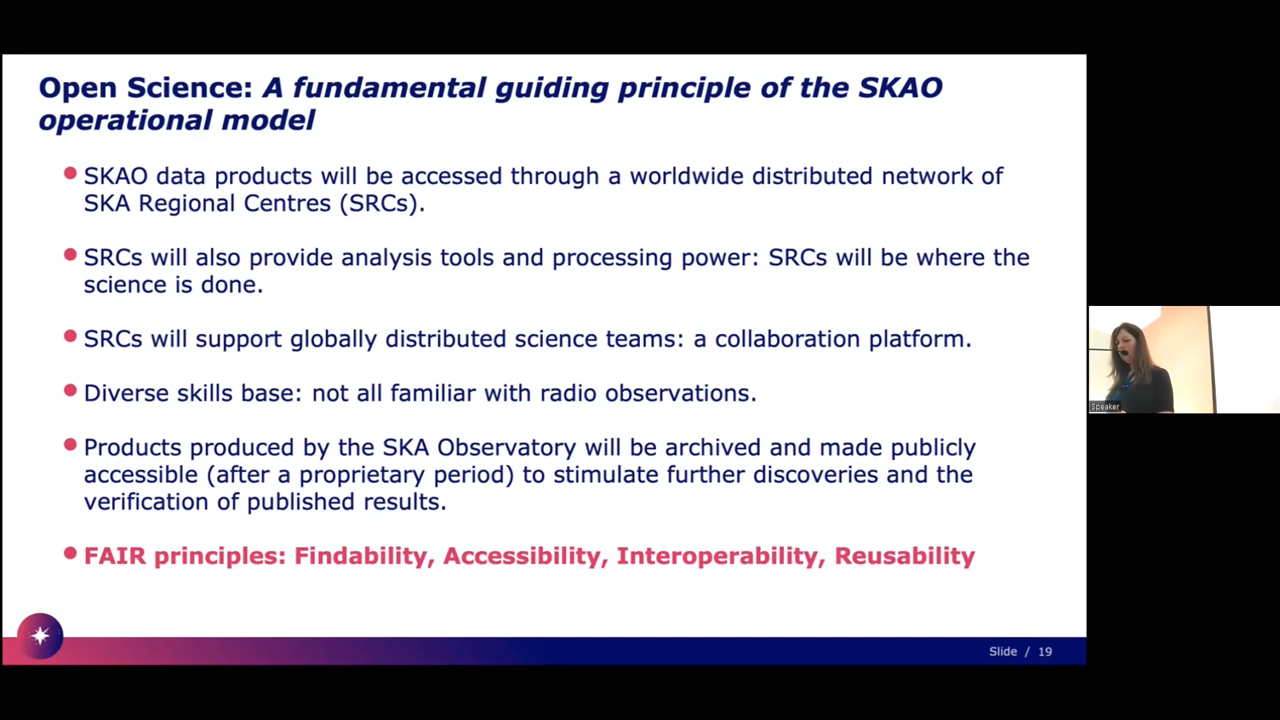 Open Science: A fundamental guiding principle of the SKAO
operational model
SKAO data products will be accessed through a worldwide distributed network of
SKA Regional Centres (SRCs).
SRCs will also provide analysis tools and processing power: SRCs will be where the
science is done.
SRCs will support globally distributed science teams: a collaboration platform.
Diverse skills base: not all familiar with radio observations.
Products produced by the SKA Observatory will be archived and made publicly
accessible (after a proprietary period) to stimulate further discoveries and the
verification of published results.
FAIR principles: Findability, Accessibility, Interoperability, Reusability
Slide / 19
Speaker